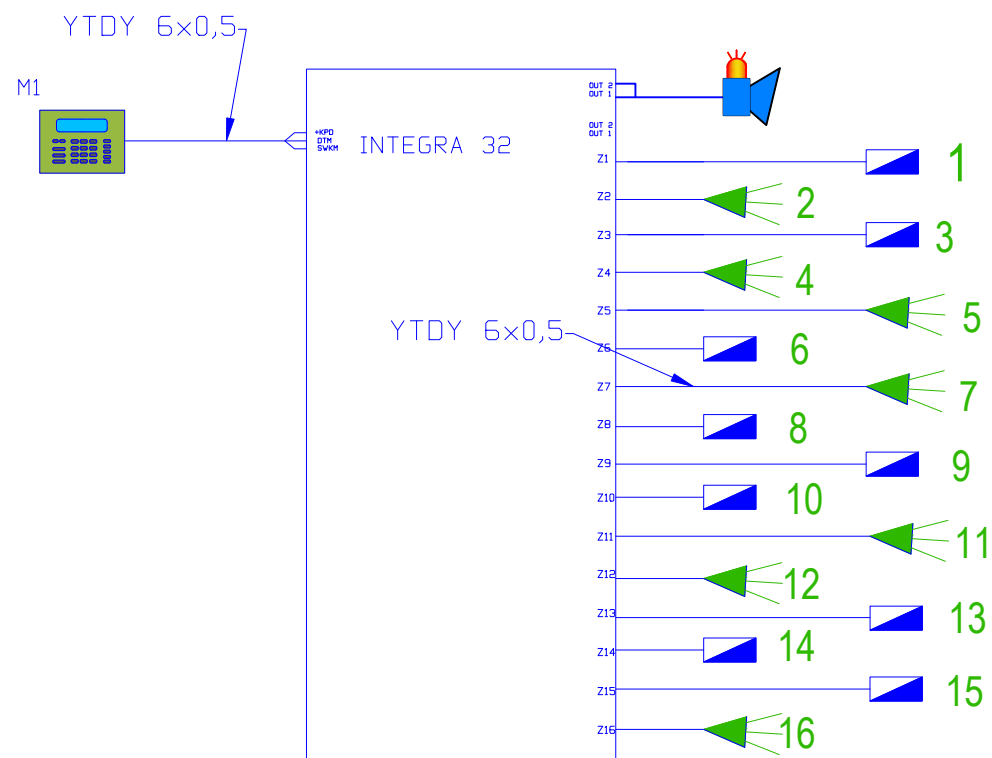 YTDY 6x0,5
M1
OUT 2
OUT 1
+KPD
DTM
SWKM
INTEGRA 32
OUT 2
OUT 1
Z1 1
Z2 2
Z3 3
Z4 4
Z5 5
YTDY 6x0,5
Z6 6
Z7 7
Z8 8
Z9 9
Z10 10
Z11 11
Z12 12
Z13 13
Z14 14
Z15 15
Z16 16